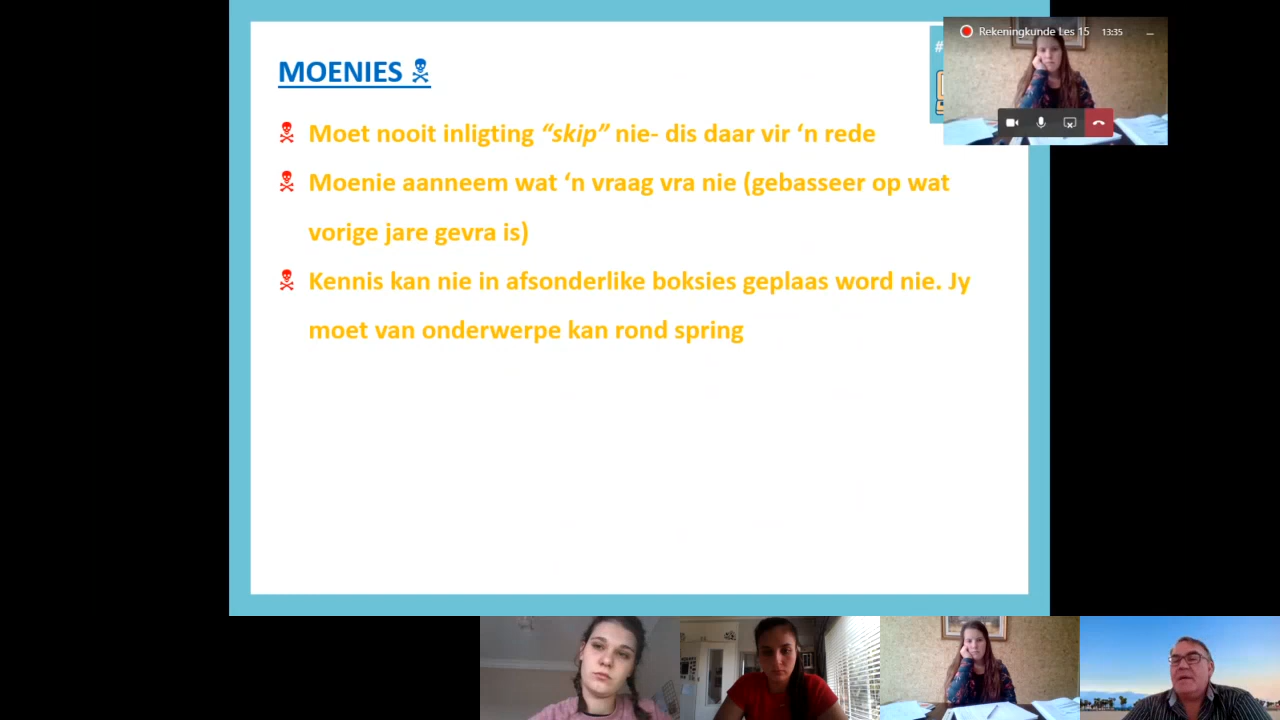 MOENIES
Moet nooit inligting “skip” nie- dis daar vir ‘n rede
Moenie aanneem wat ‘n vraag vra nie (gebasseer op wat
vorige jare gevra is)
Kennis kan nie in afsonderlike boksies geplaas word nie. Jy
moet van onderwerpe kan rond spring
#
Rekeningkunde Les 15 13:35